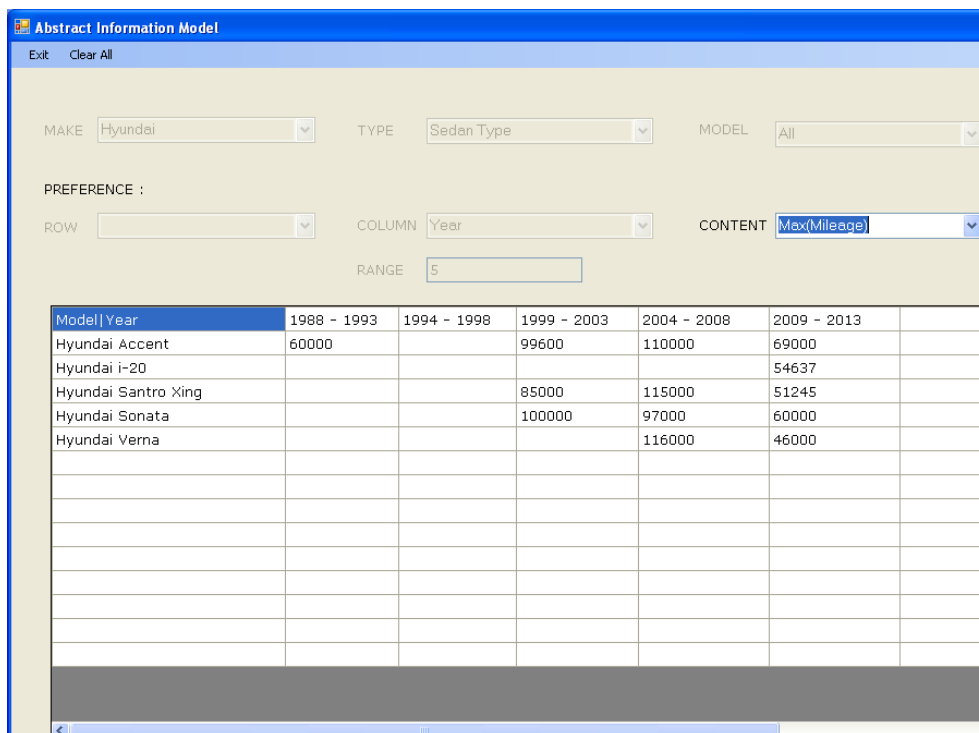 Abstract Information Model
Exit Clear All
MAKE Hyundai TYPE Sedan Type MODEL All
PREFERENCE :
ROW COLUMN Year CONTENT Max(Mileage)
RANGE 5
Model|Year 1988 - 1993 1994 - 1998 1999 - 2003 2004 - 2008 2009 - 2013
Hyundai Accent 60000 99600 110000 69000
Hyundai i-20 54637
Hyundai Santro Xing 85000 115000 51245
Hyundai Sonata 100000 97000 60000
Hyundai Verna 116000 46000